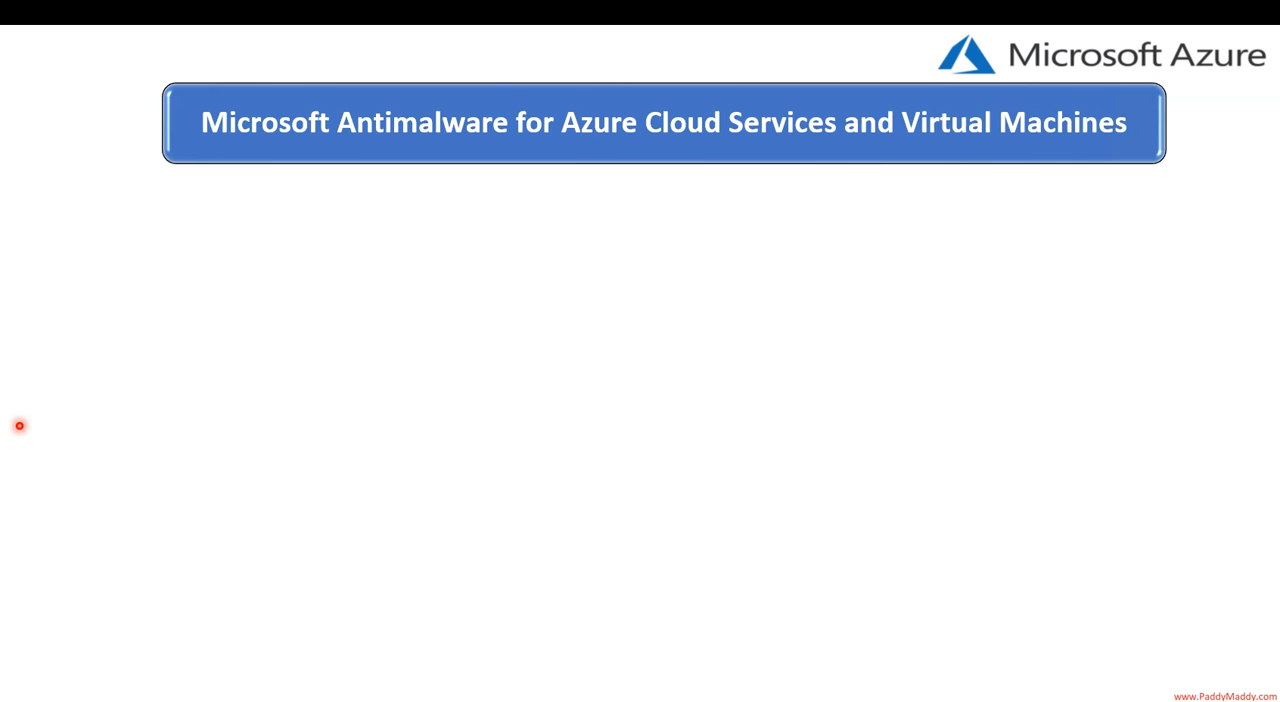 Microsoft Azure
Microsoft Antimalware for Azure Cloud Services and Virtual Machines
www.PaddyMaddy.com